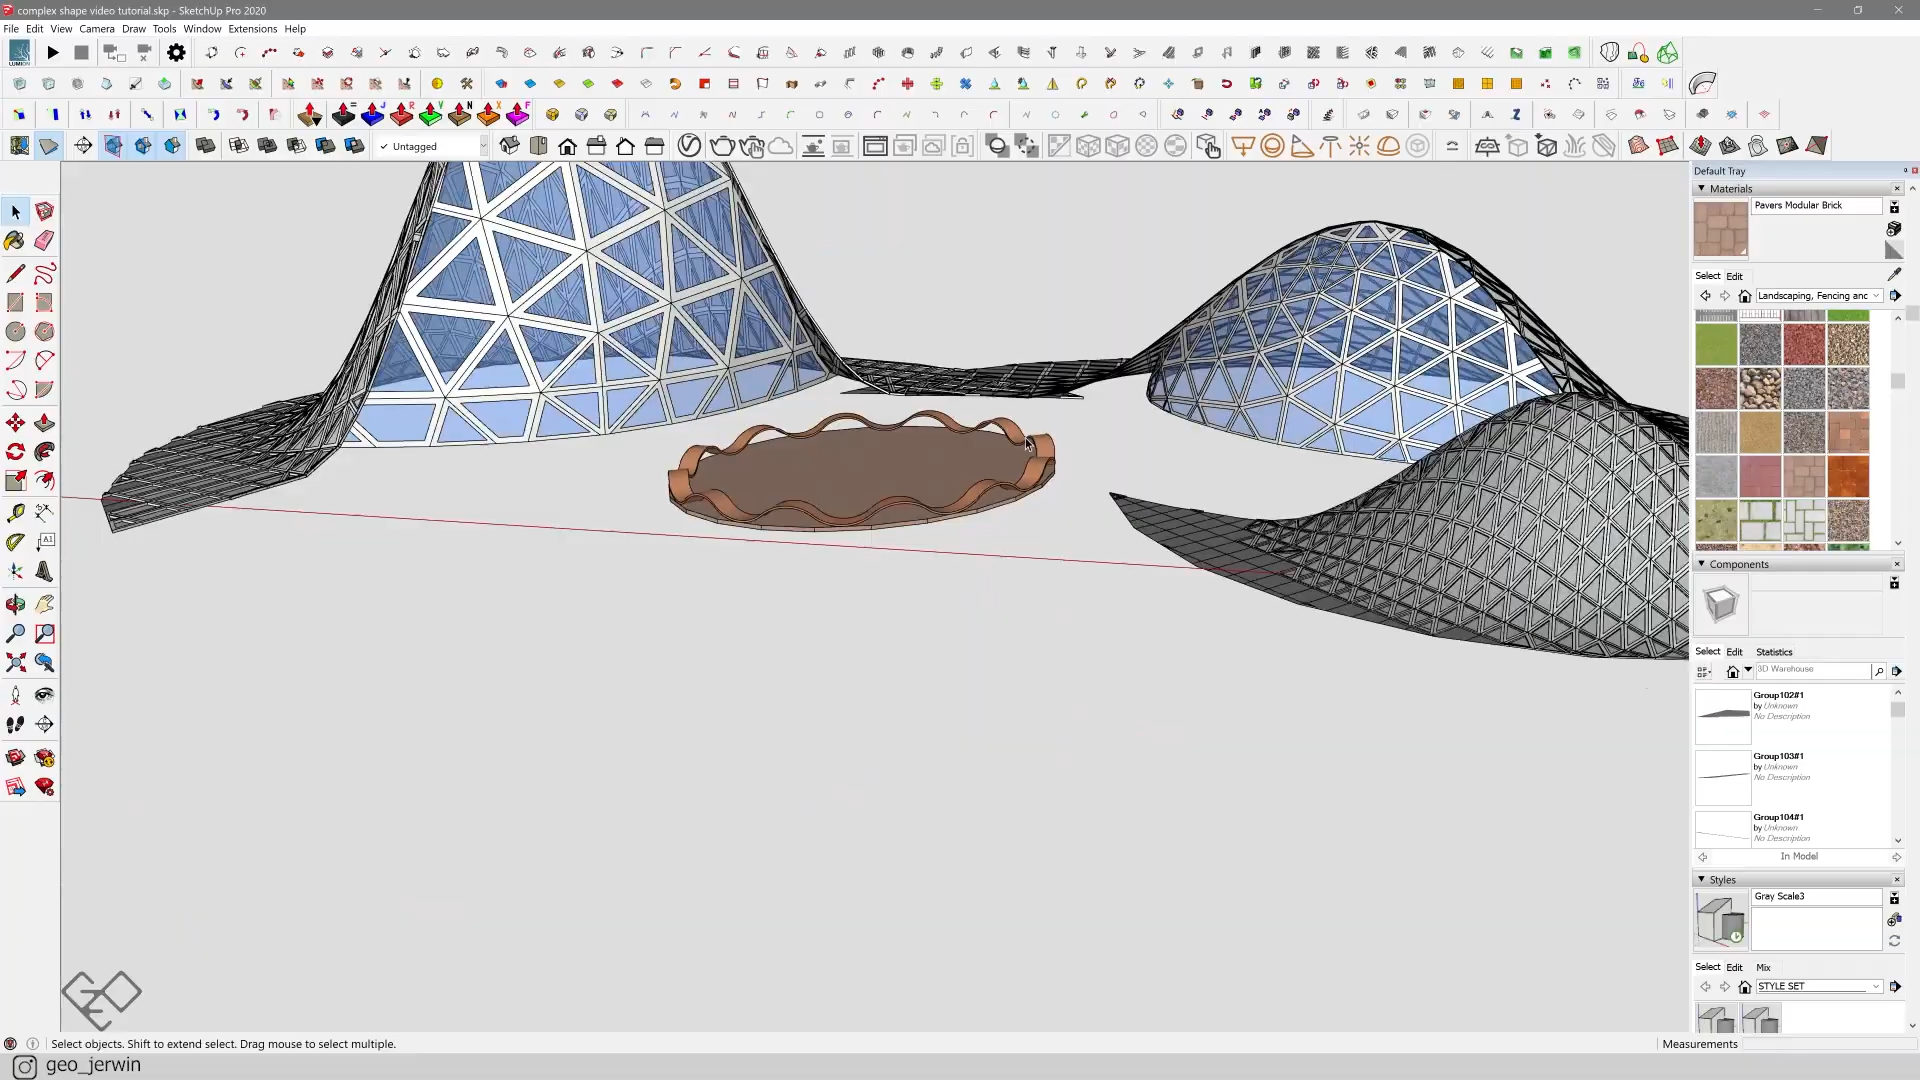 complex shape video tutorial.skp - SketchUp Pro 2020
File Edit View Camera Draw Tools Window Extensions Help
LUMION
= J R V N X F
✓ Untagged
Default Tray
Materials
Pavers Modular Brick
Select Edit
Landscaping, Fencing anc
A1
Components
Select Edit Statistics
3D Warehouse
Group102#1
by Unknown
No Description
Group103#1
by Unknown
No Description
Group104#1
by Unknown
No Description
In Model
Styles
Gray Scale3
Select Edit Mix
STYLE SET
Select objects. Shift to extend select. Drag mouse to select multiple.
Measurements
geo_jerwin